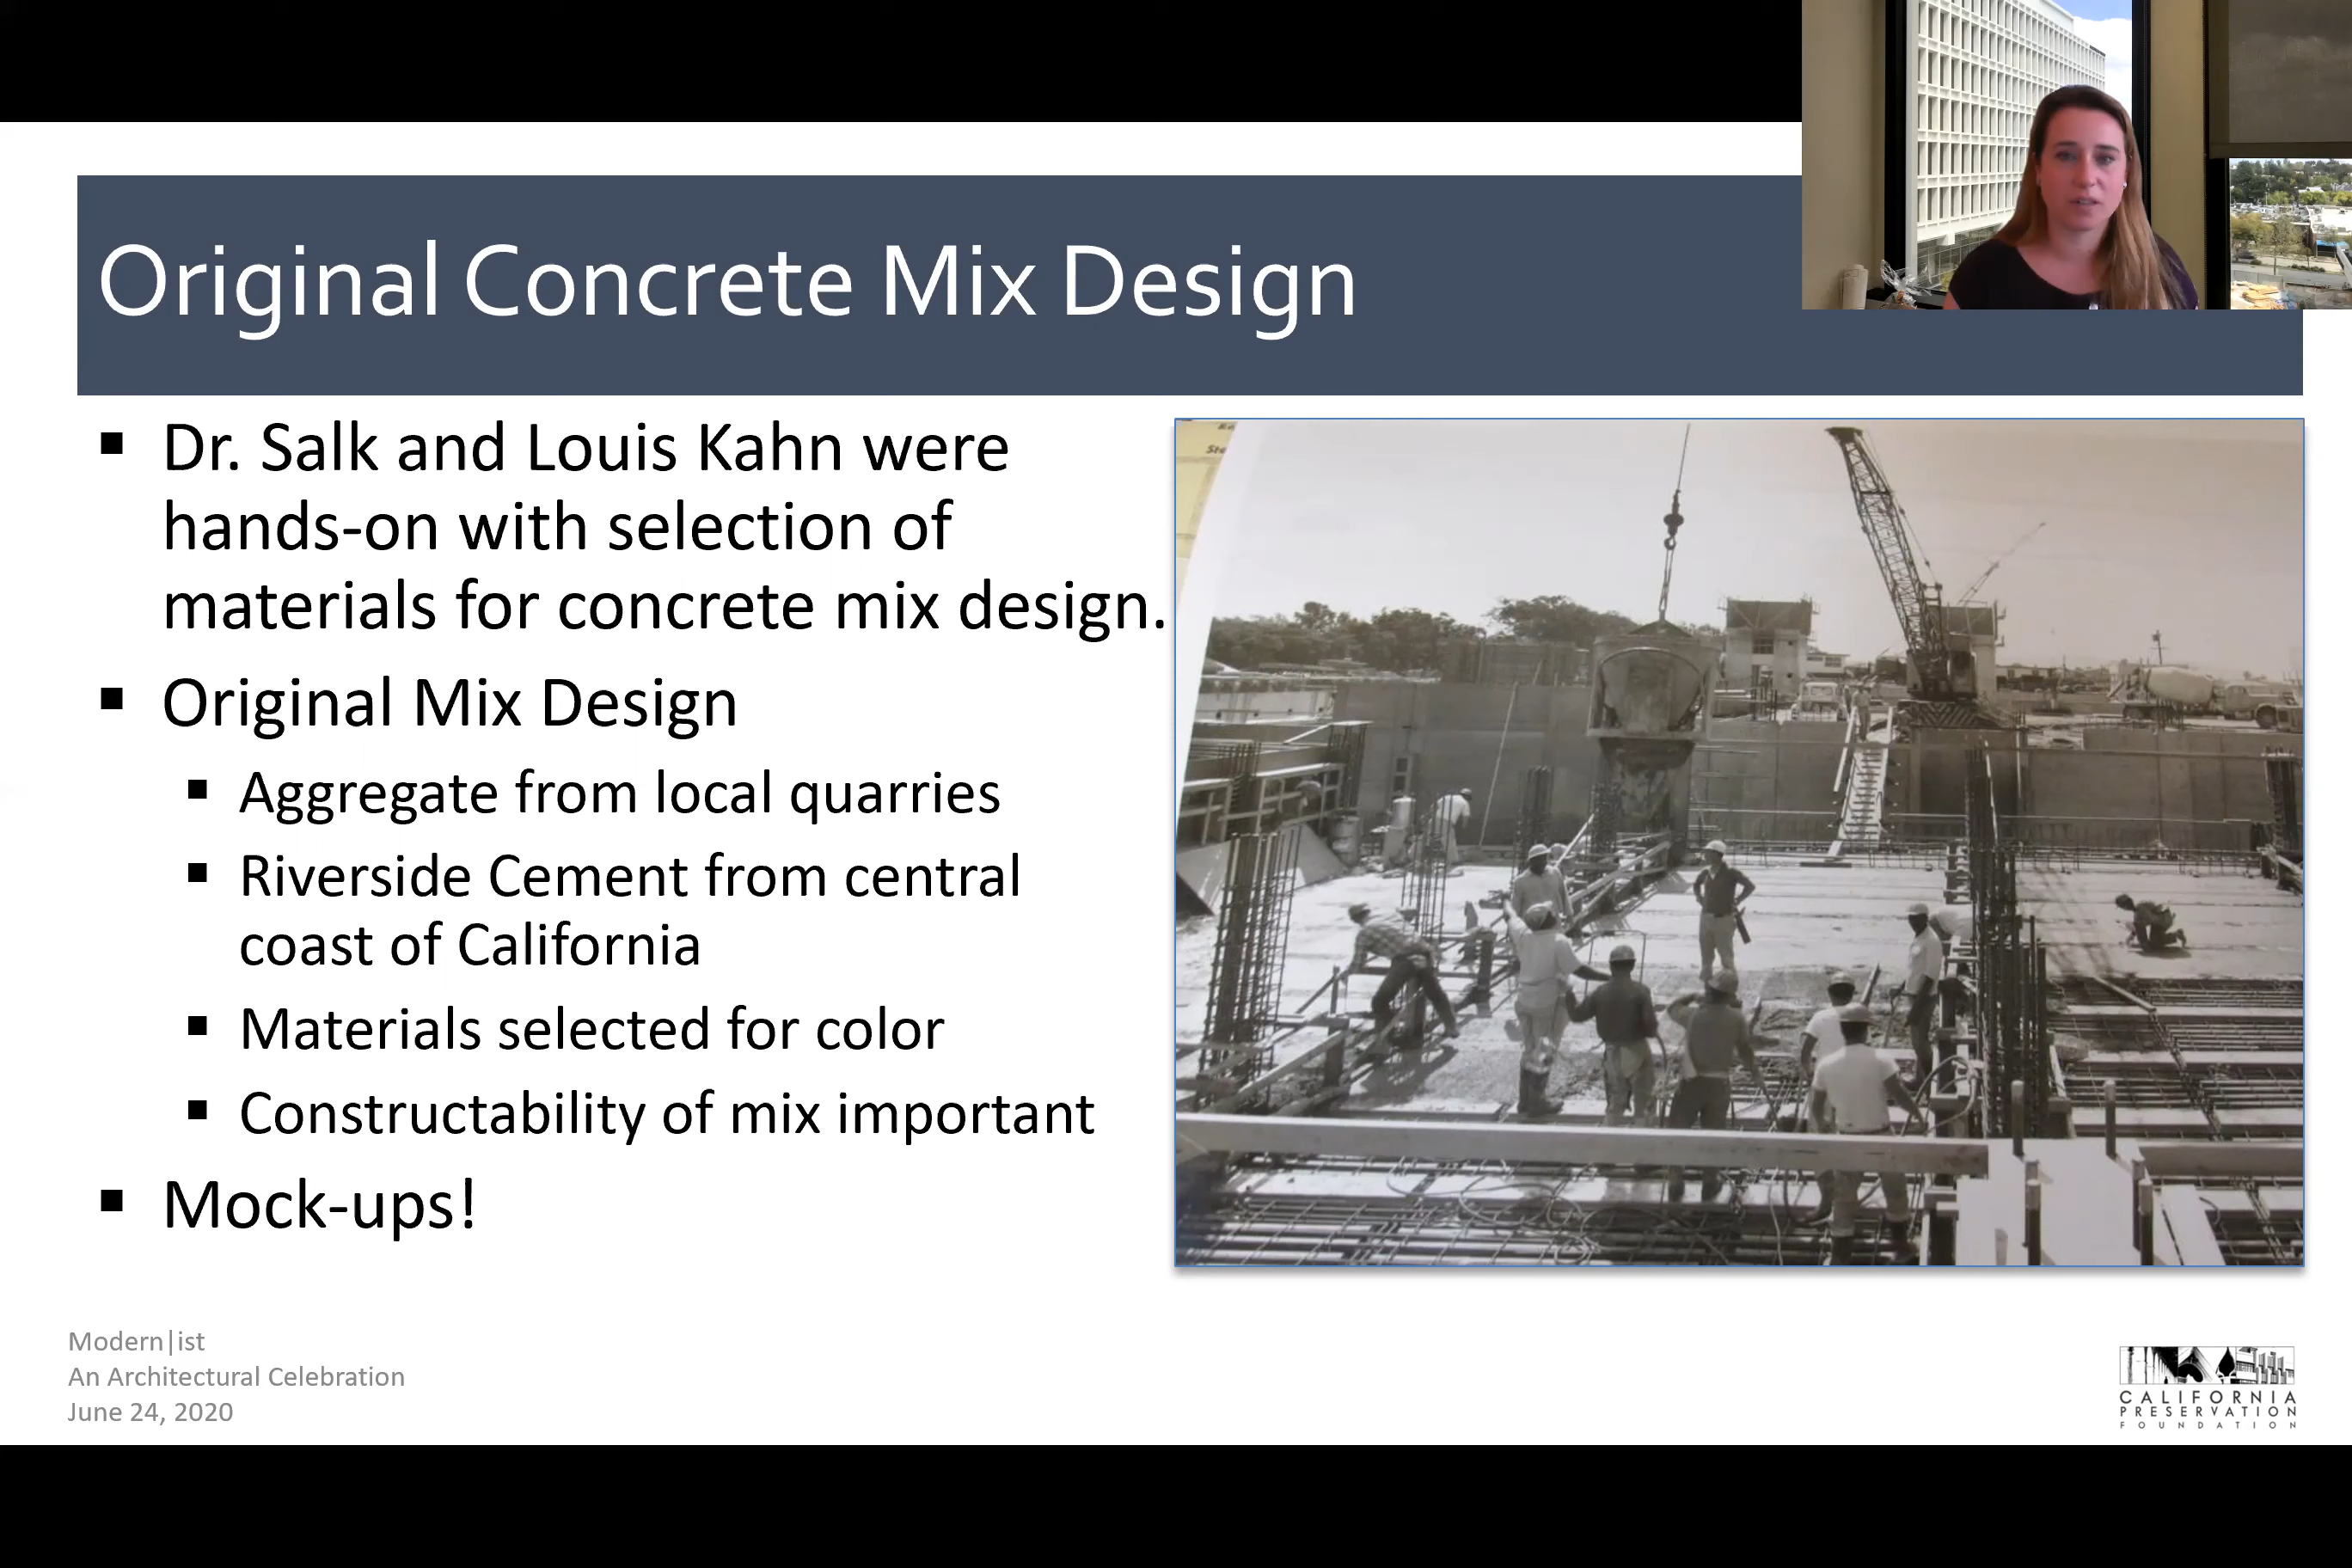 Original Concrete Mix Design
Dr. Salk and Louis Kahn were
hands-on with selection of
materials for concrete mix design.
Original Mix Design
Aggregate from local quarries
Riverside Cement from central
coast of California
Materials selected for color
Constructability of mix important
Mock-ups!
Modern|ist
An Architectural Celebration
June 24, 2020
CALIFORNIA
PRESERVATION
FOUNDATION